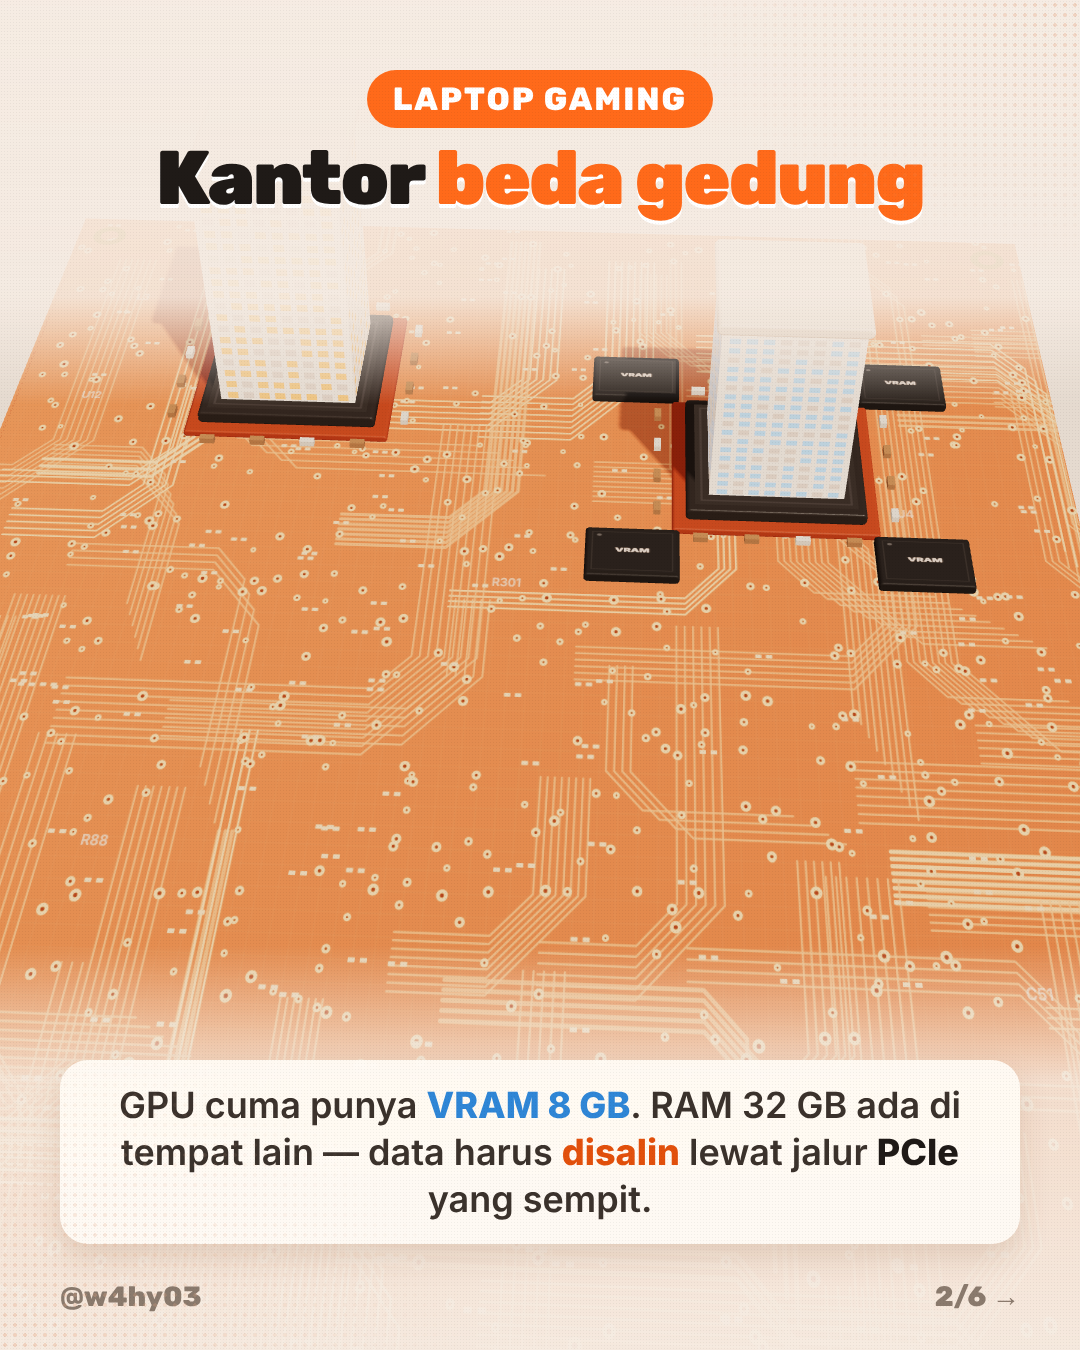 LAPTOP GAMING
Kantor beda gedung
VRAM
VRAM
VRAM
VRAM
R301
R88
GPU cuma punya VRAM 8 GB. RAM 32 GB ada di
tempat lain — data harus disalin lewat jalur PCIe
yang sempit.
@w4hy03
2/6 →